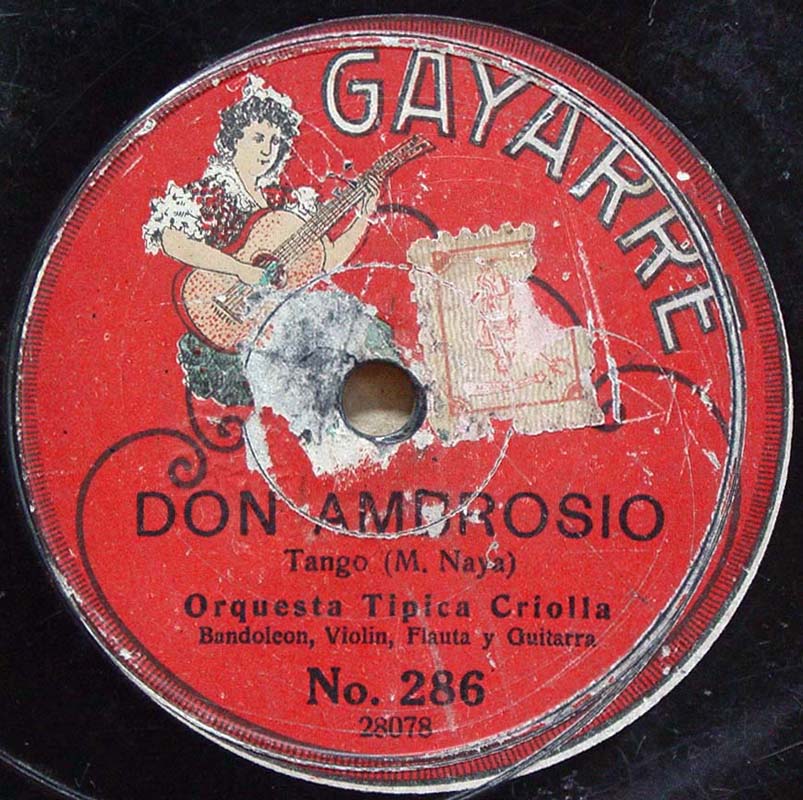 GAYARRE
DON AMBROSIO
Tango (M. Naya)
Orquesta Tipica Criolla
Bandoleon, Violin, Flauta y Guitarra
No. 286
28078